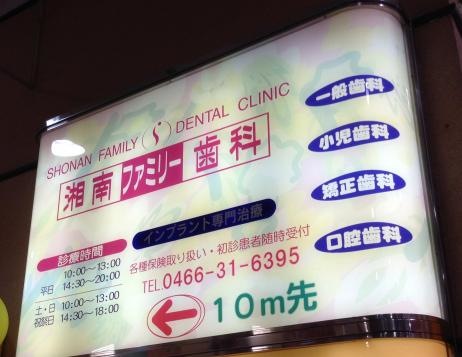 SHONAN FAMILY S DENTAL CLINIC
湘南ファミリー歯科
一般歯科
小児歯科
矯正歯科
口腔歯科
診療時間
平日 10:00~13:00
14:30~20:00
土・日 10:00~13:00
祝談日 14:30~18:00
インプラント専門治療
各種保険取り扱い・初診患者随時受付
TEL0466-31-6395
10m先